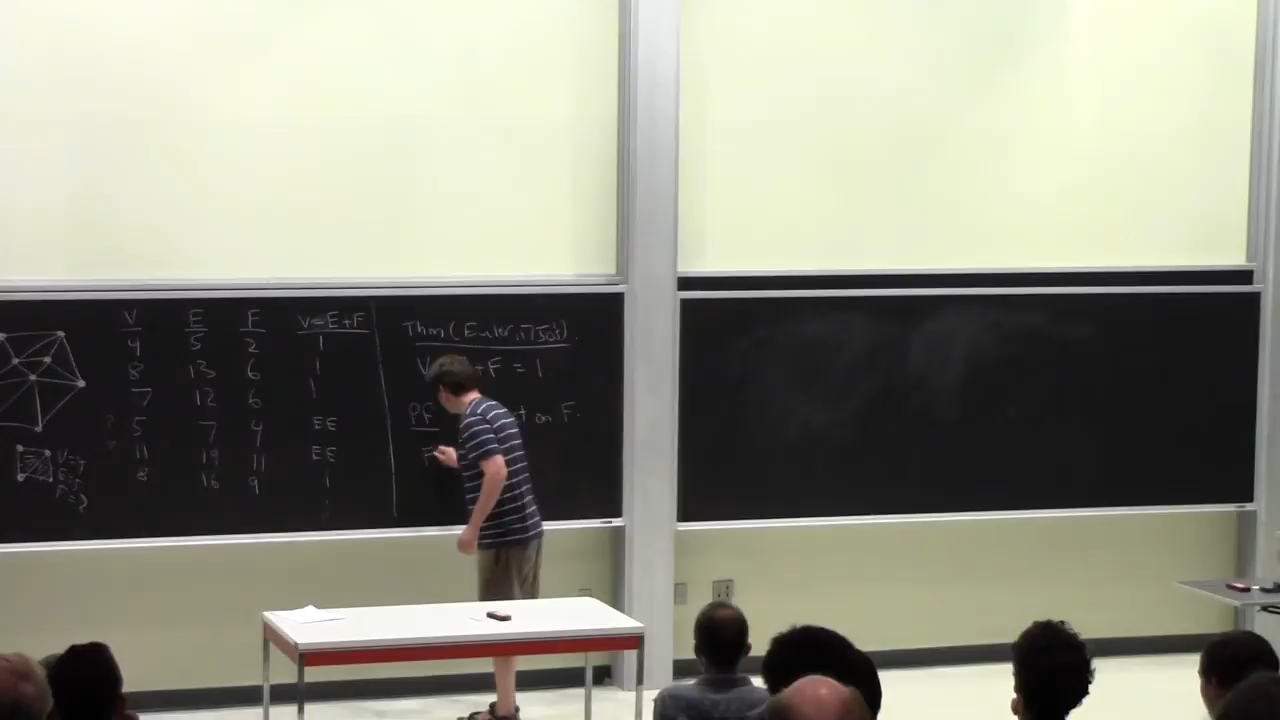 V E F V-E+F
4 5 2 1
8 13 6 1
7 12 6 1
5 7 4 EE
11 19 11 EE
8 16 9 1
Thm (Euler, 1750's).
V +F = 1
Pf t on F.
F